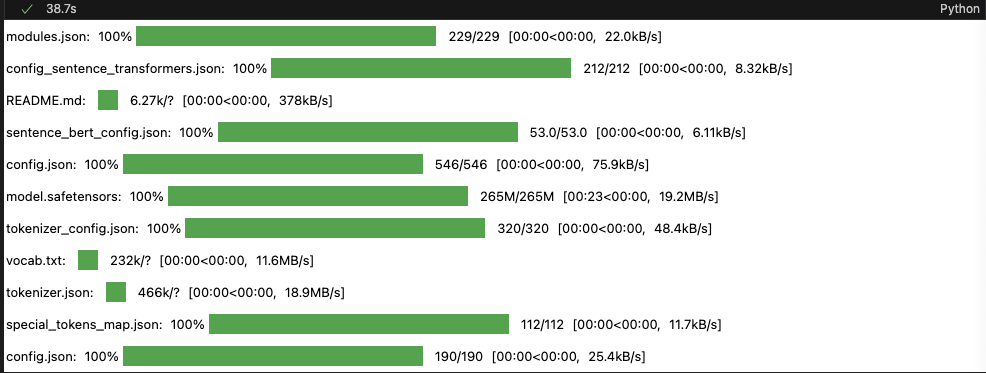 ✓ 38.7s Python
modules.json: 100% 229/229 [00:00<00:00, 22.0kB/s]
config_sentence_transformers.json: 100% 212/212 [00:00<00:00, 8.32kB/s]
README.md: 6.27k/? [00:00<00:00, 378kB/s]
sentence_bert_config.json: 100% 53.0/53.0 [00:00<00:00, 6.11kB/s]
config.json: 100% 546/546 [00:00<00:00, 75.9kB/s]
model.safetensors: 100% 265M/265M [00:23<00:00, 19.2MB/s]
tokenizer_config.json: 100% 320/320 [00:00<00:00, 48.4kB/s]
vocab.txt: 232k/? [00:00<00:00, 11.6MB/s]
tokenizer.json: 466k/? [00:00<00:00, 18.9MB/s]
special_tokens_map.json: 100% 112/112 [00:00<00:00, 11.7kB/s]
config.json: 100% 190/190 [00:00<00:00, 25.4kB/s]